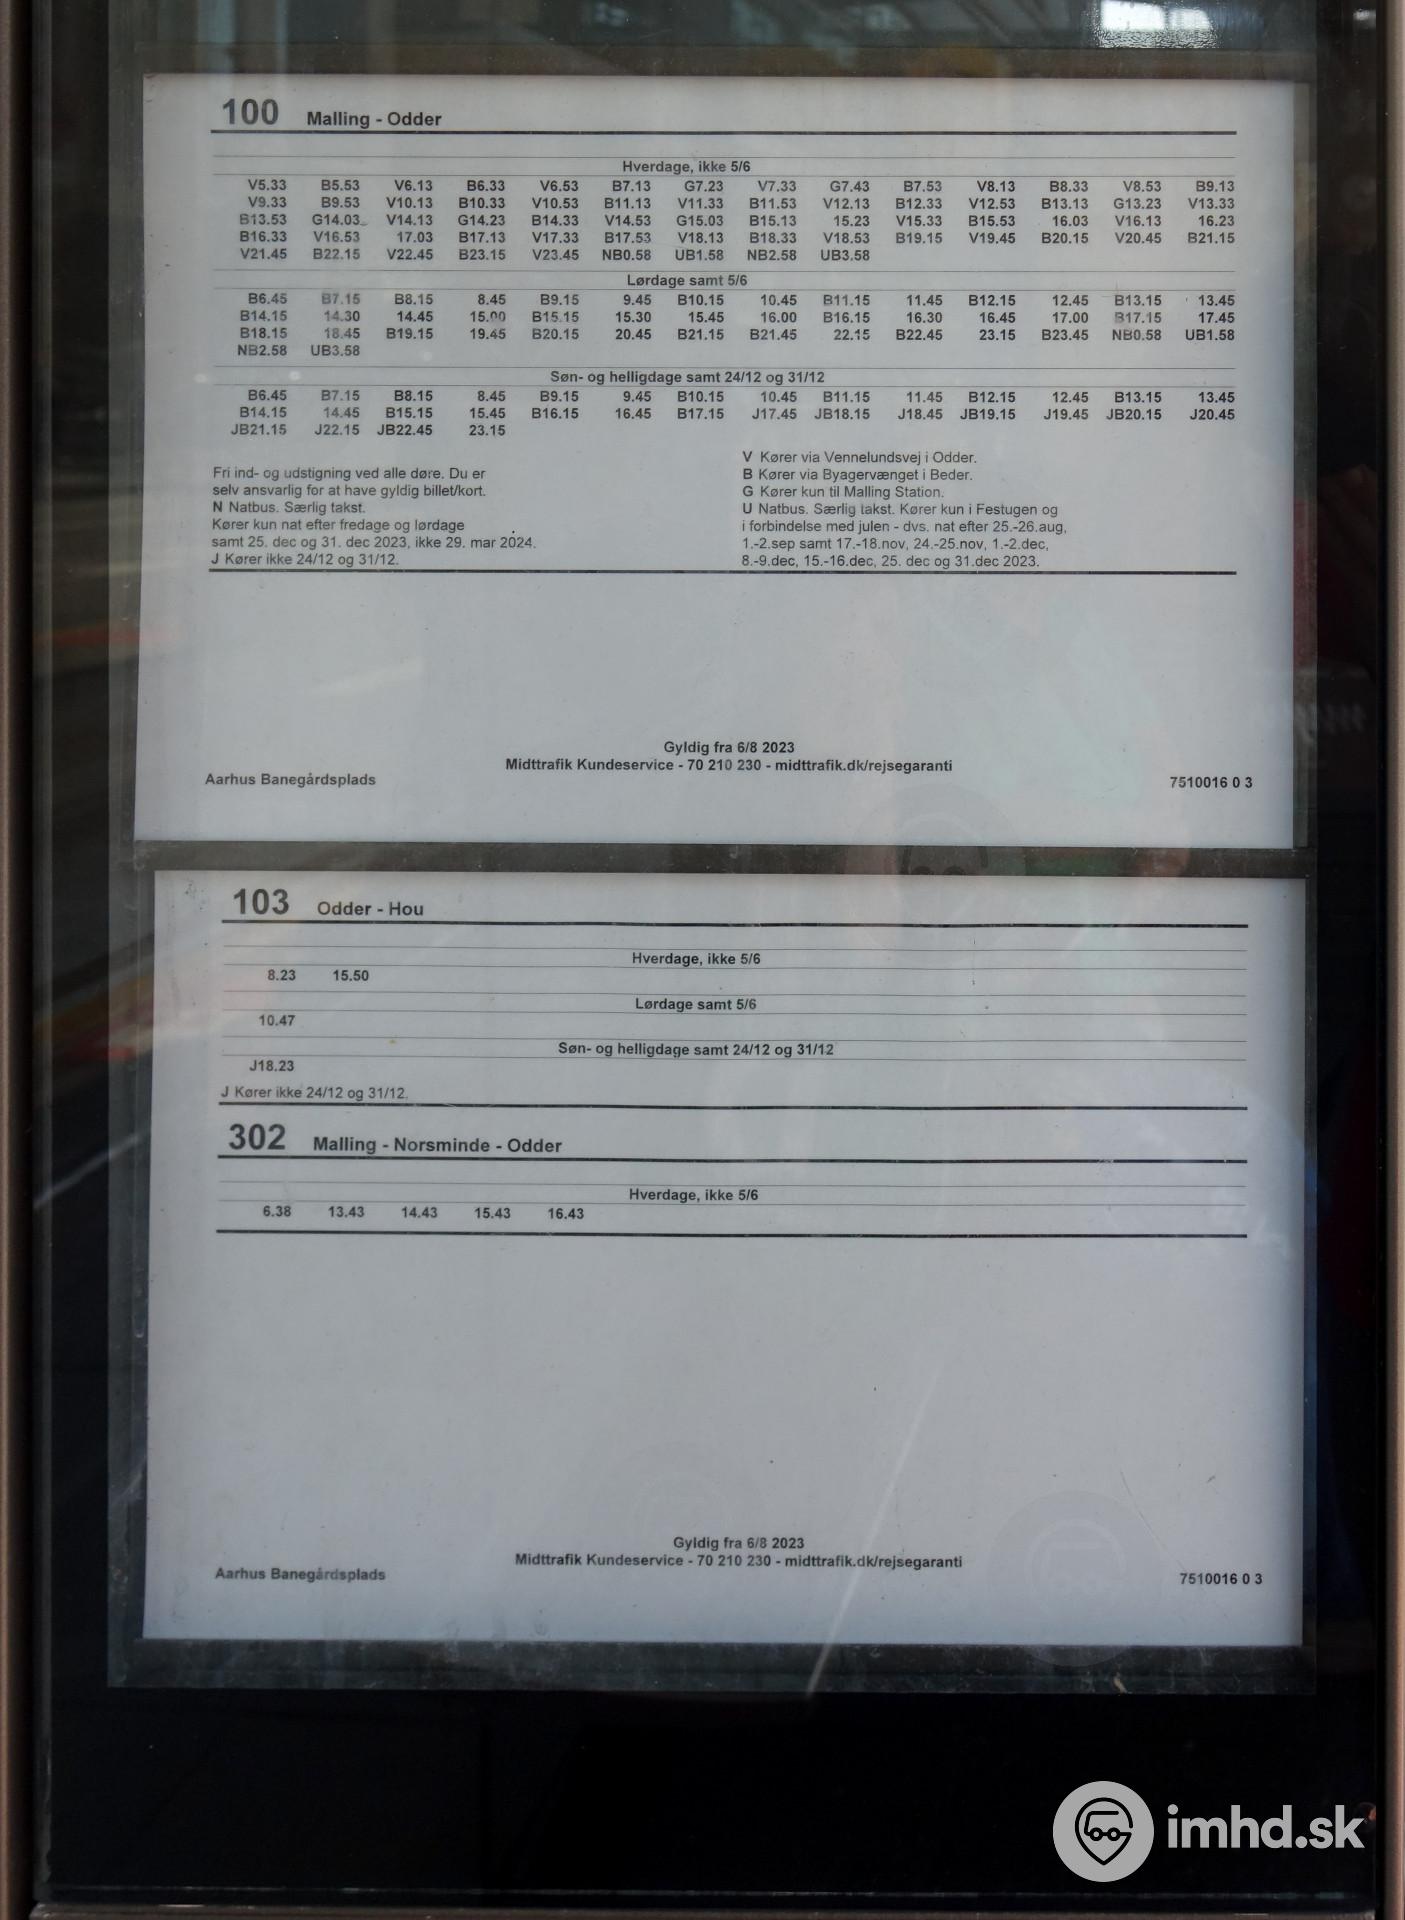 100 Malling - Odder
Hverdage, ikke 5/6
V5.33 B5.53 V6.13 B6.33 V6.53 B7.13 G7.23 V7.33 G7.43 B7.53 V8.13 B8.33 V8.53 B9.13
V9.33 B9.53 V10.13 B10.33 V10.53 B11.13 V11.33 B11.53 V12.13 B12.33 V12.53 B13.13 G13.23 V13.33
B13.53 G14.03 V14.13 G14.23 B14.33 V14.53 G15.03 B15.13 15.23 V15.33 B15.53 16.03 V16.13 16.23
B16.33 V16.53 17.03 B17.13 V17.33 B17.53 V18.13 B18.33 V18.53 B19.15 V19.45 B20.15 V20.45 B21.15
V21.45 B22.15 V22.45 B23.15 V23.45 NB0.58 UB1.58 NB2.58 UB3.58
Lørdage samt 5/6
B6.45 B7.15 B8.15 8.45 B9.15 9.45 B10.15 10.45 B11.15 11.45 B12.15 12.45 B13.15 13.45
B14.15 14.30 14.45 15.00 B15.15 15.30 15.45 16.00 B16.15 16.30 16.45 17.00 B17.15 17.45
B18.15 18.45 B19.15 19.45 B20.15 20.45 B21.15 B21.45 22.15 B22.45 23.15 B23.45 NB0.58 UB1.58
NB2.58 UB3.58
Søn- og helligdage samt 24/12 og 31/12
B6.45 B7.15 B8.15 8.45 B9.15 9.45 B10.15 10.45 B11.15 11.45 B12.15 12.45 B13.15 13.45
B14.15 14.45 B15.15 15.45 B16.15 16.45 B17.15 J17.45 JB18.15 J18.45 JB19.15 J19.45 JB20.15 J20.45
JB21.15 J22.15 JB22.45 23.15
Fri ind- og udstigning ved alle døre. Du er
selv ansvarlig for at have gyldig billet/kort.
N Natbus. Særlig takst.
Kører kun nat efter fredage og lørdage
samt 25. dec og 31. dec 2023, ikke 29. mar 2024.
J Kører ikke 24/12 og 31/12.
V Kører via Vennelundsvej i Odder.
B Kører via Byagervænget i Beder.
G Kører kun til Malling Station.
U Natbus. Særlig takst. Kører kun i Festugen og
i forbindelse med julen - dvs. nat efter 25.-26.aug,
1.-2.sep samt 17.-18.nov, 24.-25.nov, 1.-2.dec,
8.-9.dec, 15.-16.dec, 25. dec og 31.dec 2023.
Gyldig fra 6/8 2023
Midttrafik Kundeservice - 70 210 230 - midttrafik.dk/rejsegaranti
Aarhus Banegårdsplads 7510016 0 3
103 Odder - Hou
Hverdage, ikke 5/6
8.23 15.50
Lørdage samt 5/6
10.47
Søn- og helligdage samt 24/12 og 31/12
J18.23
J Kører ikke 24/12 og 31/12.
302 Malling - Norsminde - Odder
Hverdage, ikke 5/6
6.38 13.43 14.43 15.43 16.43
Gyldig fra 6/8 2023
Midttrafik Kundeservice - 70 210 230 - midttrafik.dk/rejsegaranti
Aarhus Banegårdsplads 7510016 0 3
imhd.sk